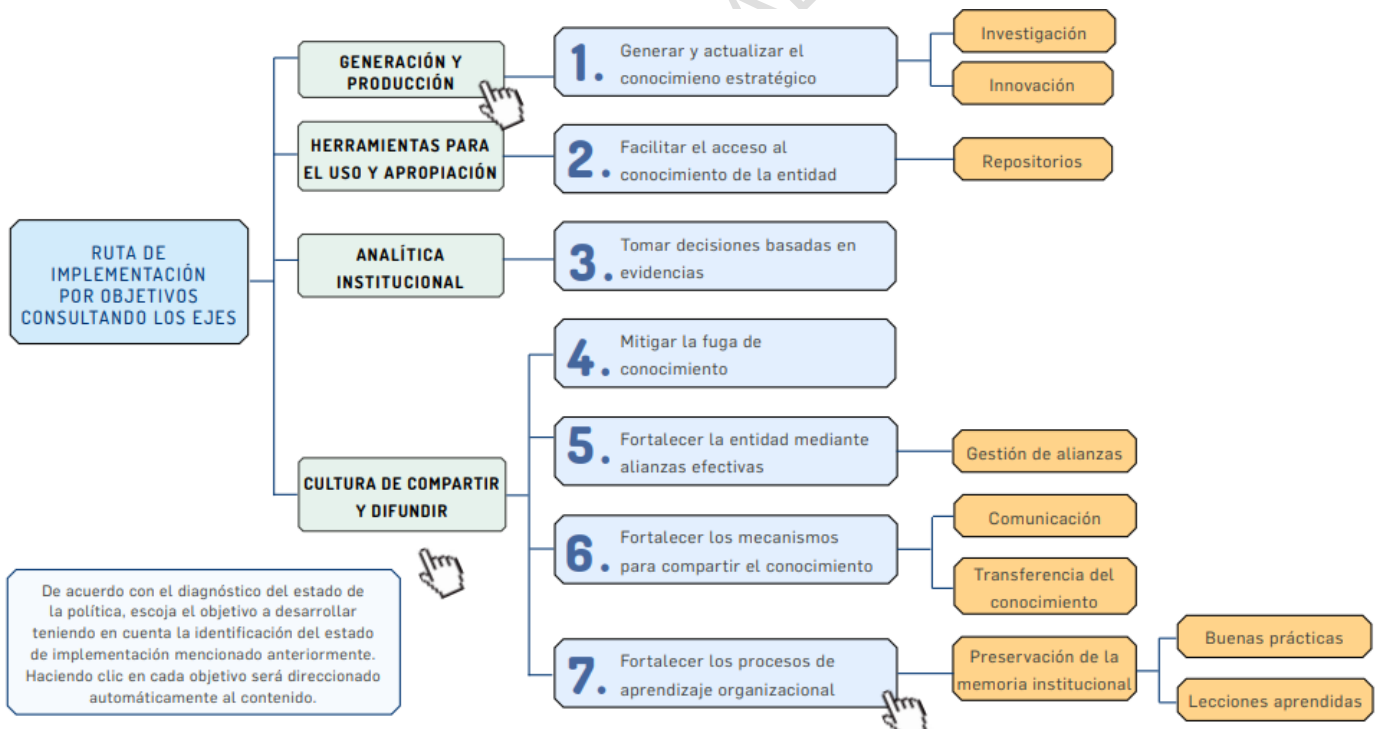 GENERACIÓN Y
PRODUCCIÓN
1.
Generar y actualizar el
conocimieno estratégico
Investigación
Innovación
HERRAMIENTAS PARA
EL USO Y APROPIACIÓN
2.
Facilitar el acceso al
conocimiento de la entidad
Repositorios
RUTA DE
IMPLEMENTACIÓN
POR OBJETIVOS
CONSULTANDO LOS EJES
ANALÍTICA
INSTITUCIONAL
3.
Tomar decisiones basadas en
evidencias
CULTURA DE COMPARTIR
Y DIFUNDIR
4.
Mitigar la fuga de
conocimiento
5.
Fortalecer la entidad mediante
alianzas efectivas
Gestión de alianzas
6.
Fortalecer los mecanismos
para compartir el conocimiento
Comunicación
Transferencia del
conocimiento
7.
Fortalecer los procesos de
aprendizaje organizacional
Preservación de la
memoria institucional
Buenas prácticas
Lecciones aprendidas
De acuerdo con el diagnóstico del estado de
la política, escoja el objetivo a desarrollar
teniendo en cuenta la identificación del estado
de implementación mencionado anteriormente.
Haciendo clic en cada objetivo será direccionado
automáticamente al contenido.